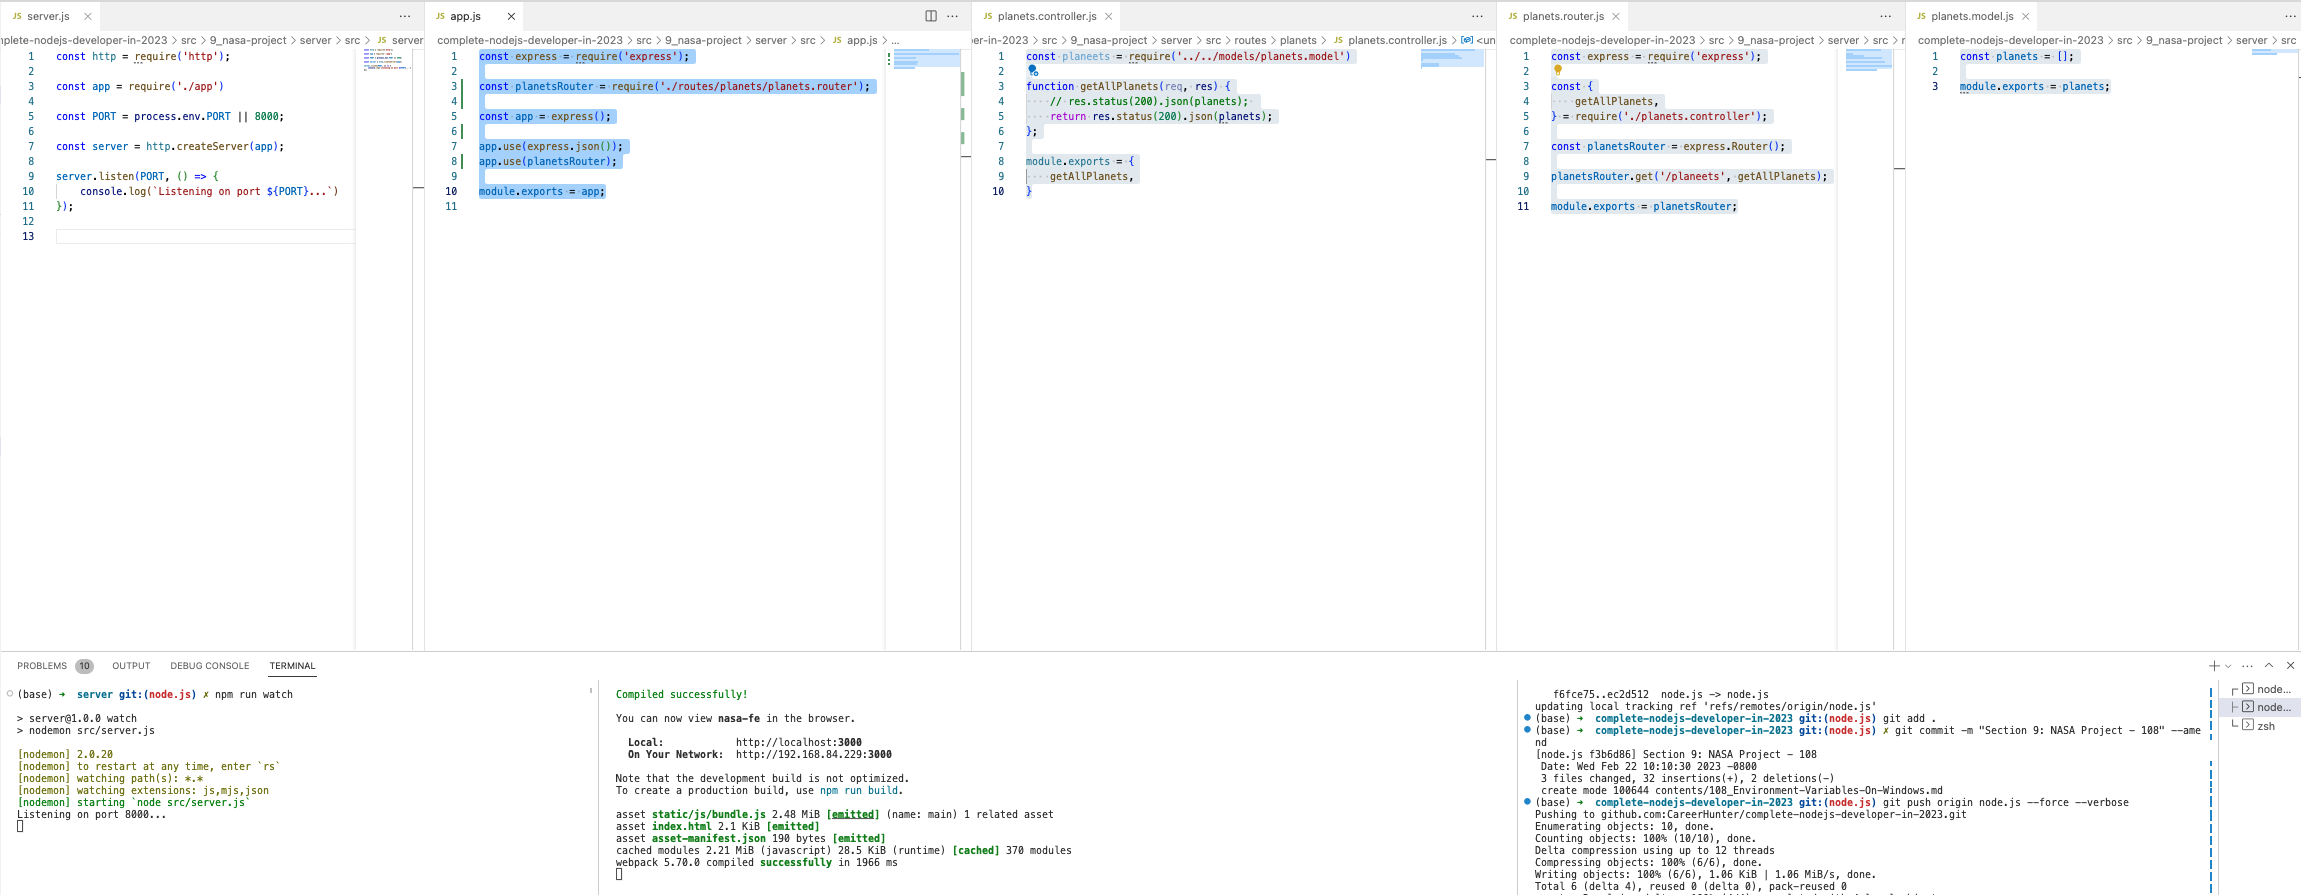 JS server.js ×
JS app.js ×
JS planets.controller.js ×
JS planets.router.js ×
JS planets.model.js ×
nplete-nodejs-developer-in-2023 > src > 9_nasa-project > server > src > JS server
1 const http = require('http');
2
3 const app = require('./app')
4
5 const PORT = process.env.PORT || 8000;
6
7 const server = http.createServer(app);
8
9 server.listen(PORT, () => {
10 console.log(`Listening on port ${PORT}...`)
11 });
12
13
complete-nodejs-developer-in-2023 > src > 9_nasa-project > server > src > JS app.js > ...
1 const express = require('express');
2
3 const planetsRouter = require('./routes/planets/planets.router');
4
5 const app = express();
6
7 app.use(express.json());
8 app.use(planetsRouter);
9
10 module.exports = app;
11
er-in-2023 > src > 9_nasa-project > server > src > routes > planets > JS planets.controller.js > <un
1 const planeets = require('../../models/planets.model')
2
3 function getAllPlanets(req, res) {
4 // res.status(200).json(planets);
5 return res.status(200).json(planets);
6 };
7
8 module.exports = {
9 getAllPlanets,
10 }
complete-nodejs-developer-in-2023 > src > 9_nasa-project > server > src > r
1 const express = require('express');
2
3 const {
4 getAllPlanets,
5 } = require('./planets.controller');
6
7 const planetsRouter = express.Router();
8
9 planetsRouter.get('/planeets', getAllPlanets);
10
11 module.exports = planetsRouter;
complete-nodejs-developer-in-2023 > src > 9_nasa-project > server > src
1 const planets = [];
2
3 module.exports = planets;
PROBLEMS 10 OUTPUT DEBUG CONSOLE TERMINAL
(base) ➜ server git:(node.js) ✗ npm run watch
> server@1.0.0 watch
> nodemon src/server.js
[nodemon] 2.0.20
[nodemon] to restart at any time, enter `rs`
[nodemon] watching path(s): *.*
[nodemon] watching extensions: js,mjs,json
[nodemon] starting `node src/server.js`
Listening on port 8000...
Compiled successfully!
You can now view nasa-fe in the browser.
Local: http://localhost:3000
On Your Network: http://192.168.84.229:3000
Note that the development build is not optimized.
To create a production build, use npm run build.
asset static/js/bundle.js 2.48 MiB [emitted] (name: main) 1 related asset
asset index.html 2.1 KiB [emitted]
asset asset-manifest.json 190 bytes [emitted]
cached modules 2.21 MiB (javascript) 28.5 KiB (runtime) [cached] 370 modules
webpack 5.70.0 compiled successfully in 1966 ms
f6fce75..ec2d512 node.js -> node.js
updating local tracking ref 'refs/remotes/origin/node.js'
(base) ➜ complete-nodejs-developer-in-2023 git:(node.js) git add .
(base) ➜ complete-nodejs-developer-in-2023 git:(node.js) ✗ git commit -m "Section 9: NASA Project - 108" --ame
nd
[node.js f3b6d86] Section 9: NASA Project - 108
Date: Wed Feb 22 10:10:30 2023 -0800
3 files changed, 32 insertions(+), 2 deletions(-)
create mode 100644 contents/108_Environment-Variables-On-Windows.md
(base) ➜ complete-nodejs-developer-in-2023 git:(node.js) git push origin node.js --force --verbose
Pushing to github.com:CareerHunter/complete-nodejs-developer-in-2023.git
Enumerating objects: 10, done.
Counting objects: 100% (10/10), done.
Delta compression using up to 12 threads
Compressing objects: 100% (6/6), done.
Writing objects: 100% (6/6), 1.06 KiB | 1.06 MiB/s, done.
Total 6 (delta 4), reused 0 (delta 0), pack-reused 0
node...
node...
zsh